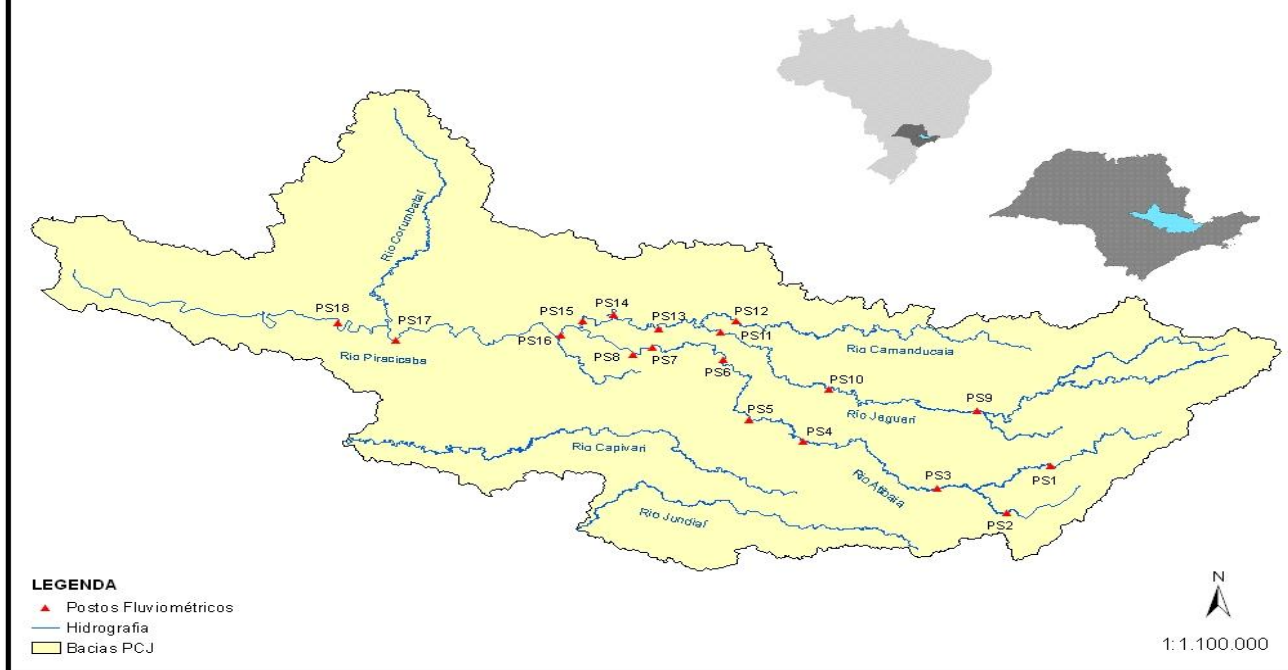 Rio Corumbataí
PS18
PS17
Rio Piracicaba
PS16
PS15
PS14
PS13
PS12
PS11
PS8
PS7
PS6
Rio Camanducaia
PS10
PS9
Rio Jaguari
PS5
PS4
PS3
Rio Atibaia
PS1
PS2
Rio Capivari
Rio Jundiaí
LEGENDA
Postos Fluviométricos
Hidrografia
Bacias PCJ
N
1:1.100.000